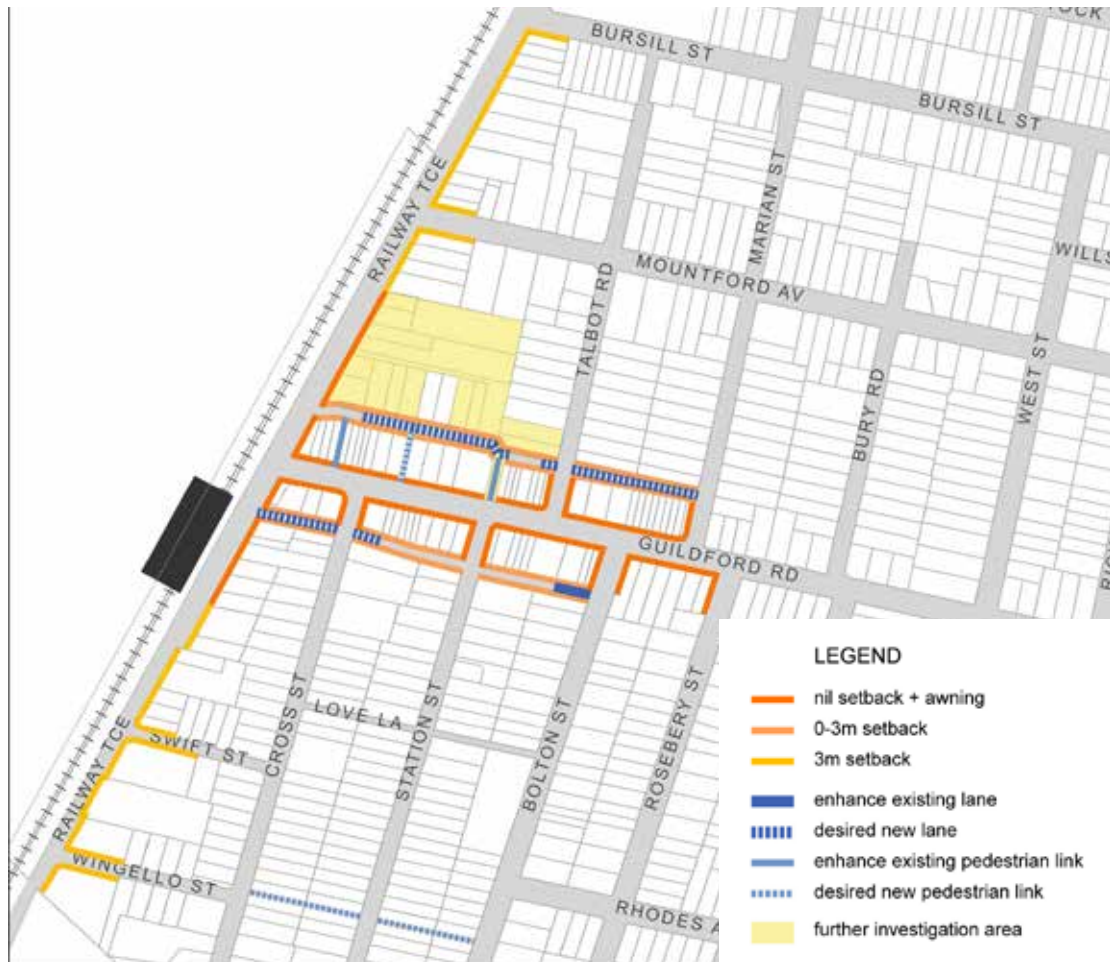 BURSILL ST
BURSILL ST
RAILWAY TCE
MARIAN ST
MOUNTFORD AV
TALBOT RD
BURY RD
WEST ST
GUILDFORD RD
LOVE LA
SWIFT ST
CROSS ST
STATION ST
BOLTON ST
ROSEBERY ST
RAILWAY TCE
WINGELLO ST
RHODES
LEGEND
nil setback + awning
0-3m setback
3m setback
enhance existing lane
desired new lane
enhance existing pedestrian link
desired new pedestrian link
further investigation area